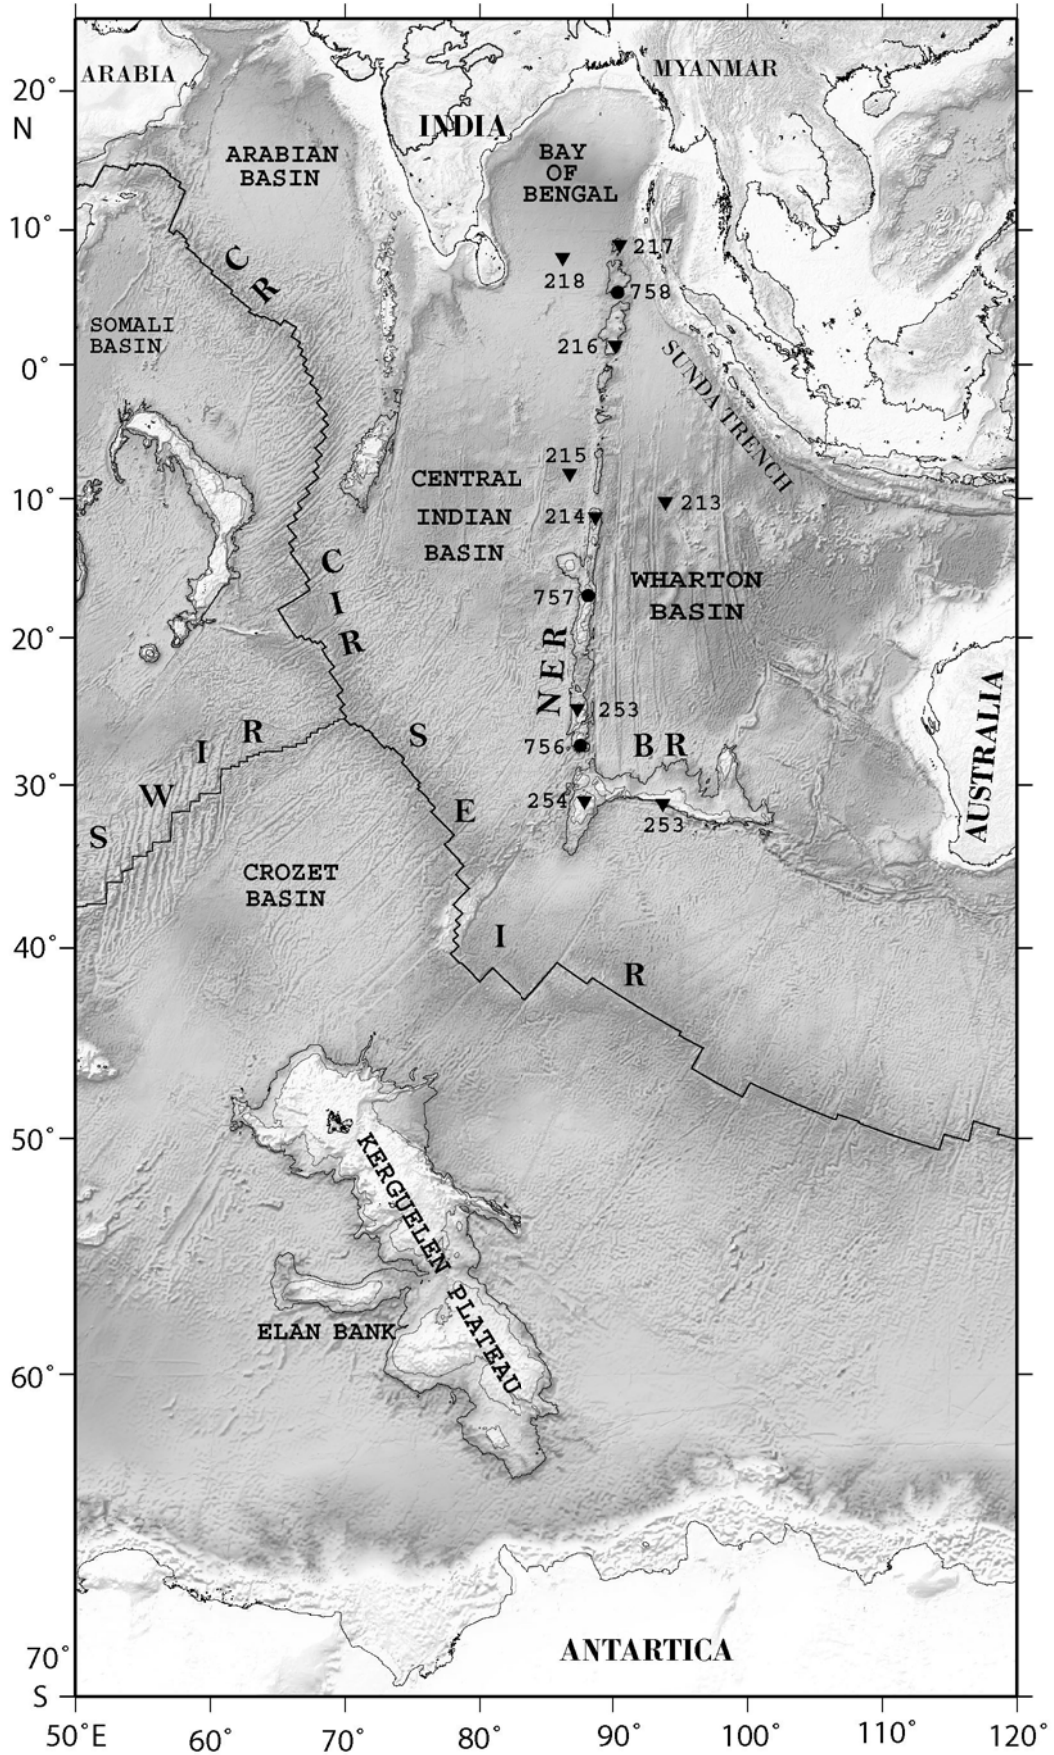 20°
N
10°
0°
10°
20°
30°
40°
50°
60°
70°
S
50°E
60°
70°
80°
90°
100°
110°
120°
ARABIA
INDIA
MYANMAR
ARABIAN
BASIN
BAY
OF
BENGAL
C
R
217
218
758
216
SOMALI
BASIN
SUNDA TRENCH
215
CENTRAL
INDIAN
BASIN
213
214
C
I
R
WHARTON
BASIN
757
NER
253
756
B R
254
253
AUSTRALIA
S
W
I
R
S
E
I
R
CROZET
BASIN
KERGUELEN PLATEAU
ELAN BANK
ANTARTICA